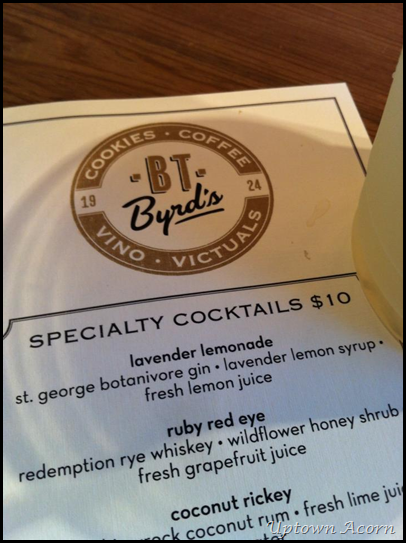 COOKIES · COFFEE
-BT-
19 24
Byrd's
VINO · VICTUALS
SPECIALTY COCKTAILS $10
lavender lemonade
st. george botanivore gin • lavender lemon syrup •
fresh lemon juice
ruby red eye
redemption rye whiskey • wildflower honey shrub
fresh grapefruit juice
coconut rickey
rock coconut rum • fresh lime juice
Uptown Acorn